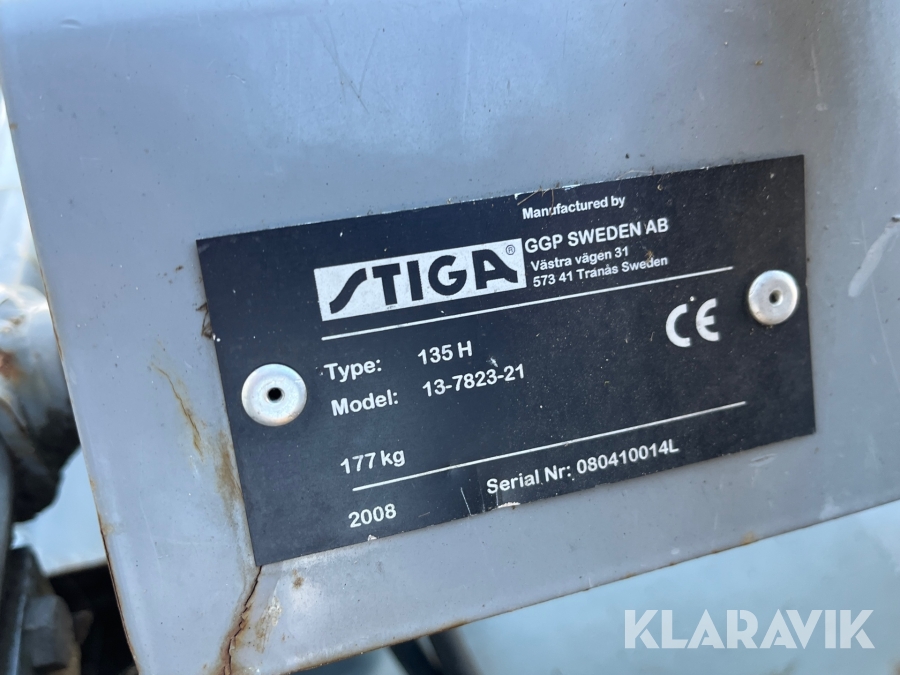 Manufactured by
STIGA®
GGP SWEDEN AB
Västra vägen 31
573 41 Tranås Sweden
Type: 135 H
Model: 13-7823-21
CE
177 kg
Serial Nr: 080410014L
2008
KLARAVIK